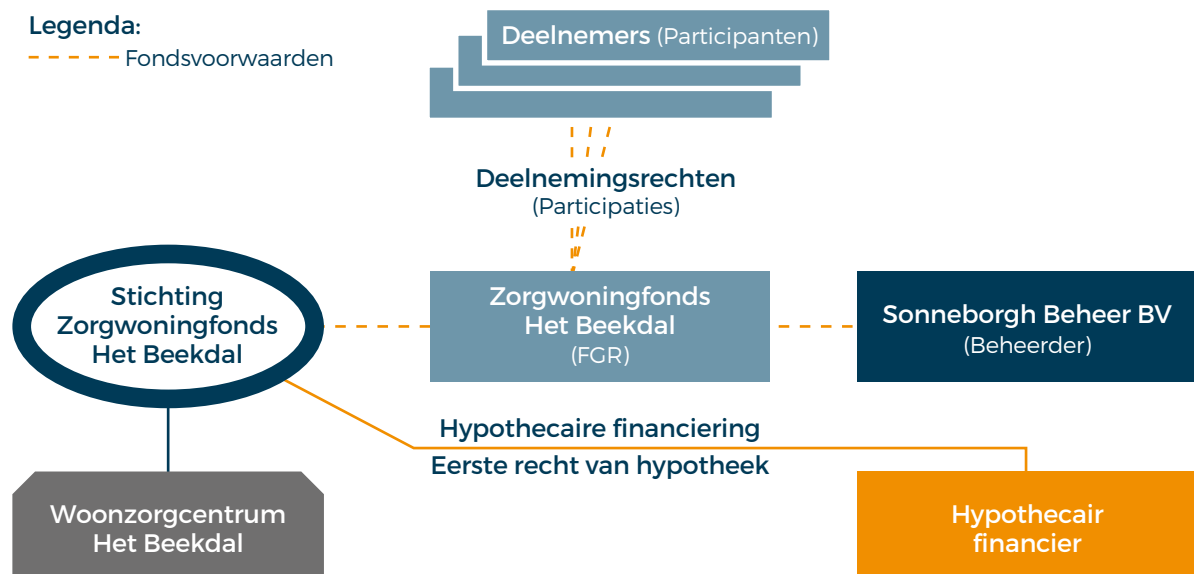 Legenda:
Fondsvoorwaarden
Deelnemers (Participanten)
Deelnemingsrechten
(Participaties)
Stichting
Zorgwoningfonds
Het Beekdal
Zorgwoningfonds
Het Beekdal
(FGR)
Sonneborgh Beheer BV
(Beheerder)
Hypothecaire financiering
Eerste recht van hypotheek
Woonzorgcentrum
Het Beekdal
Hypothecair
financier